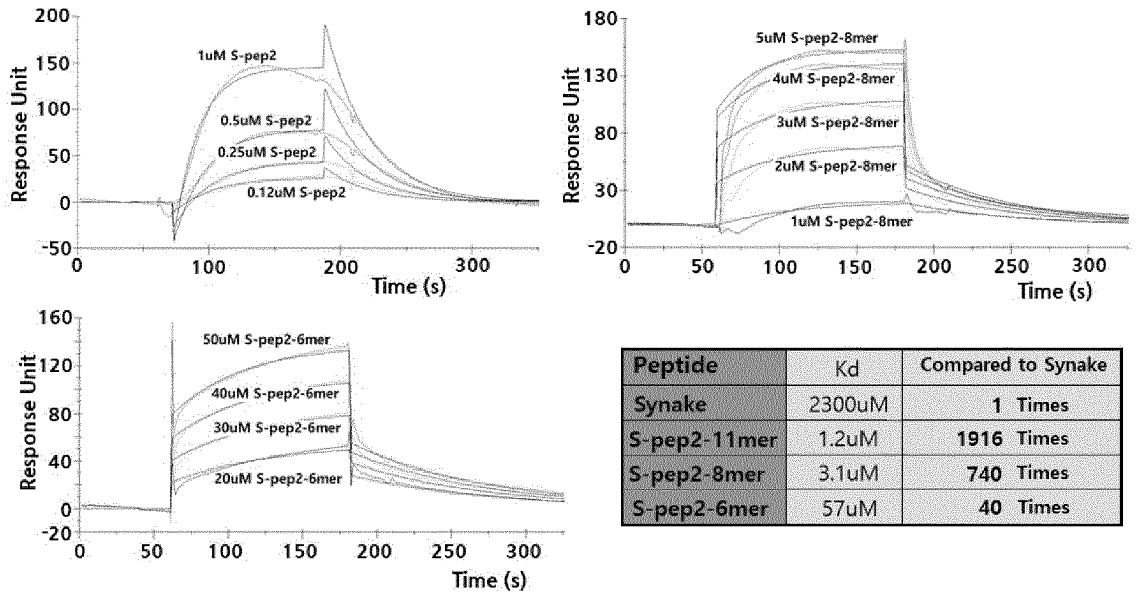 Response Unit
200
150
100
50
0
-50
1uM S-pep2
0.5uM S-pep2
0.25uM S-pep2
0.12uM S-pep2
0 100 200 300
Time (s)
Response Unit
180
130
80
30
-20
5uM S-pep2-8mer
4uM S-pep2-8mer
3uM S-pep2-8mer
2uM S-pep2-8mer
1uM S-pep2-8mer
0 50 100 150 200 250 300
Time (s)
Response Unit
160
120
80
40
0
-20
50uM S-pep2-6mer
40uM S-pep2-6mer
30uM S-pep2-6mer
20uM S-pep2-6mer
0 50 100 150 200 250 300
Time (s)
Peptide Kd Compared to Synake
Synake 2300uM 1 Times
S-pep2-11mer 1.2uM 1916 Times
S-pep2-8mer 3.1uM 740 Times
S-pep2-6mer 57uM 40 Times